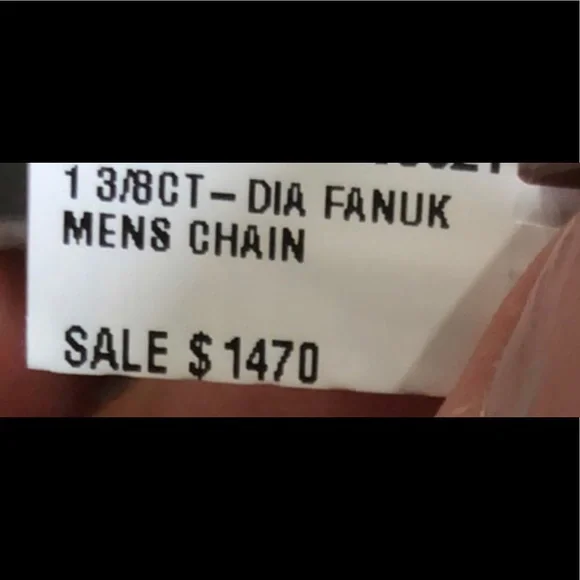 1 3/8CT-DIA FANUK
MENS CHAIN
SALE $1470